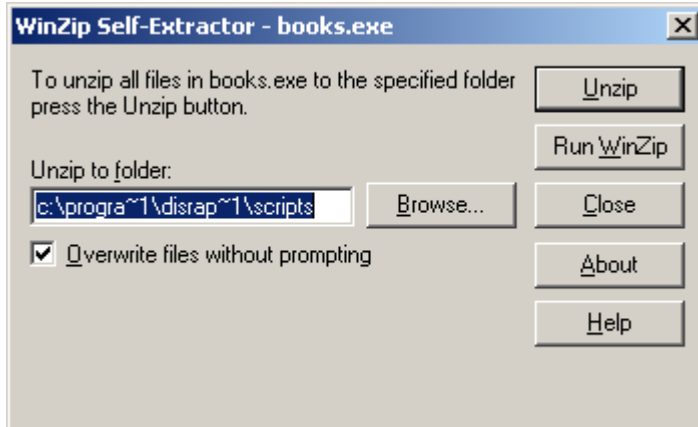 WinZip Self-Extractor - books.exe
To unzip all files in books.exe to the specified folder
press the Unzip button.
Unzip to folder:
c:\progra~1\disrap~1\scripts
Browse...
Overwrite files without prompting
Unzip
Run WinZip
Close
About
Help